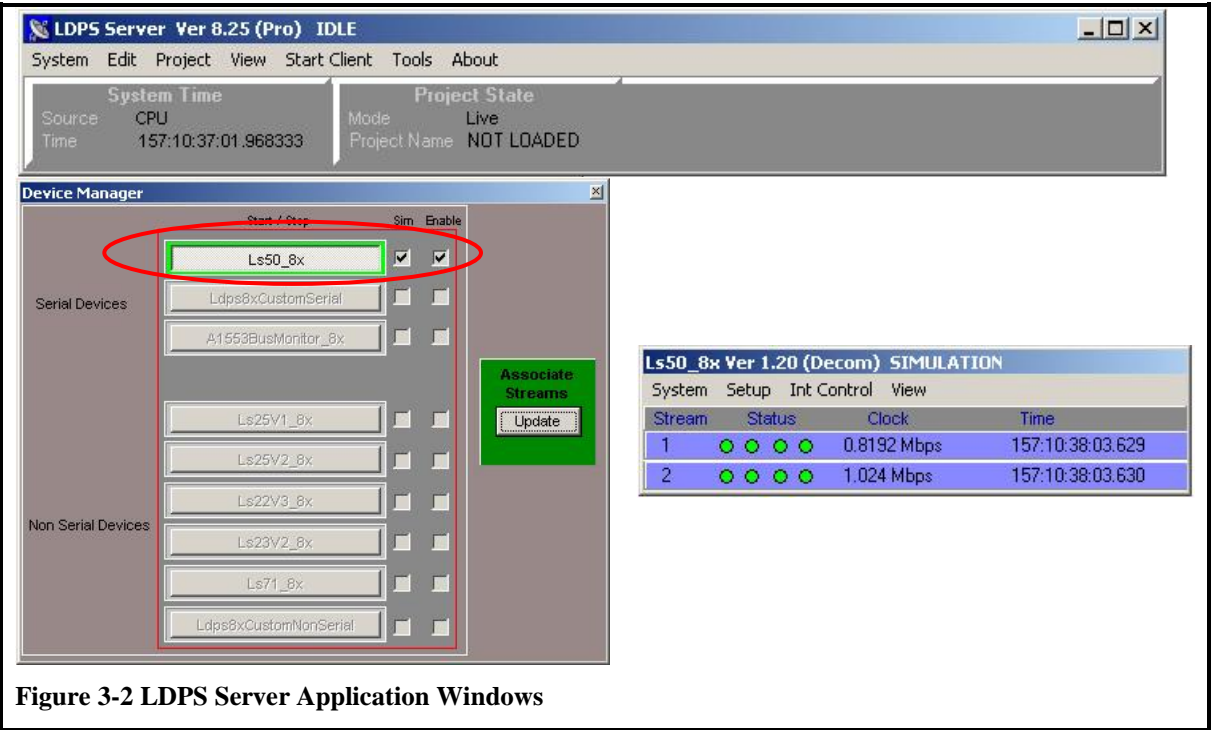 LDPS Server Ver 8.25 (Pro) IDLE
System Edit Project View Start Client Tools About
System Time
Source CPU
Time 157:10:37:01.968333
Project State
Mode Live
Project Name NOT LOADED
Device Manager
Start / Stop Sim Enable
Serial Devices
Ls50_8x
Ldps8xCustomSerial
A1553BusMonitor_8x
Non Serial Devices
Ls25V1_8x
Ls25V2_8x
Ls22V3_8x
Ls23V2_8x
Ls71_8x
Ldps8xCustomNonSerial
Associate
Streams
Update
Ls50_8x Ver 1.20 (Decom) SIMULATION
System Setup Int Control View
Stream Status Clock Time
1 0.8192 Mbps 157:10:38:03.629
2 1.024 Mbps 157:10:38:03.630
Figure 3-2 LDPS Server Application Windows